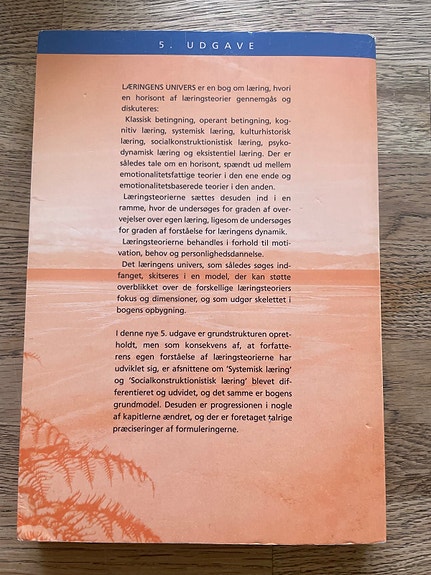 5. UDGAVE
LÆRINGENS UNIVERS er en bog om læring, hvori
en horisont af læringsteorier gennemgås og
diskuteres:
Klassisk betingning, operant betingning, kog-
nitiv læring, systemisk læring, kulturhistorisk
læring, socialkonstruktionistisk læring, psyko-
dynamisk læring og eksistentiel læring. Der er
således tale om en horisont, spændt ud mellem
emotionalitetsfattige teorier i den ene ende og
emotionalitetsbaserede teorier i den anden.
Læringsteorierne sættes desuden ind i en
ramme, hvor de undersøges for graden af over-
vejelser over egen læring, ligesom de undersøges
for graden af forståelse for læringens dynamik.
Læringsteorierne behandles i forhold til moti-
vation, behov og personlighedsdannelse.
Det læringens univers, som således søges ind-
fanget, skitseres i en model, der kan støtte
overblikket over de forskellige læringsteoriers
fokus og dimensioner, og som udgør skelettet i
bogens opbygning.
I denne nye 5. udgave er grundstrukturen opret-
holdt, men som konsekvens af, at forfatte-
rens egen forståelse af læringsteorierne har
udviklet sig, er afsnittene om 'Systemisk læring'
og 'Socialkonstruktionistisk læring' blevet dif-
ferentieret og udvidet, og det samme er bogens
grundmodel. Desuden er progressionen i nogle
af kapitlerne ændret, og der er foretaget talrige
præciseringer af formuleringerne.